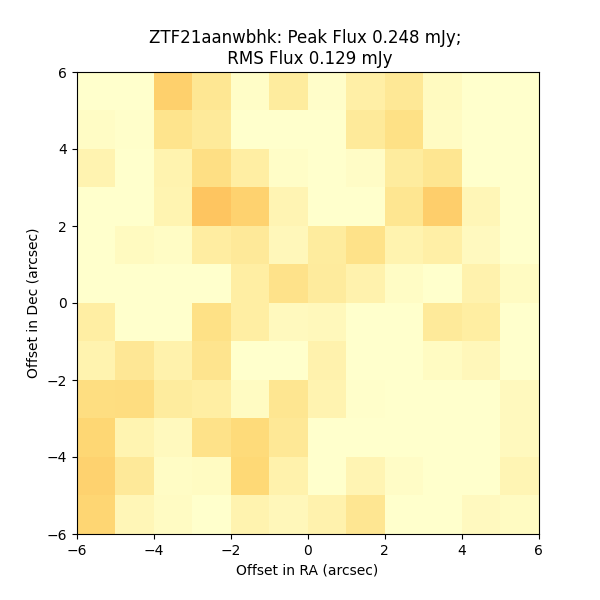 ZTF21aanwbhk: Peak Flux 0.248 mJy;
RMS Flux 0.129 mJy
6
4
2
0
−2
−4
−6
Offset in Dec (arcsec)
−6 −4 −2 0 2 4 6
Offset in RA (arcsec)